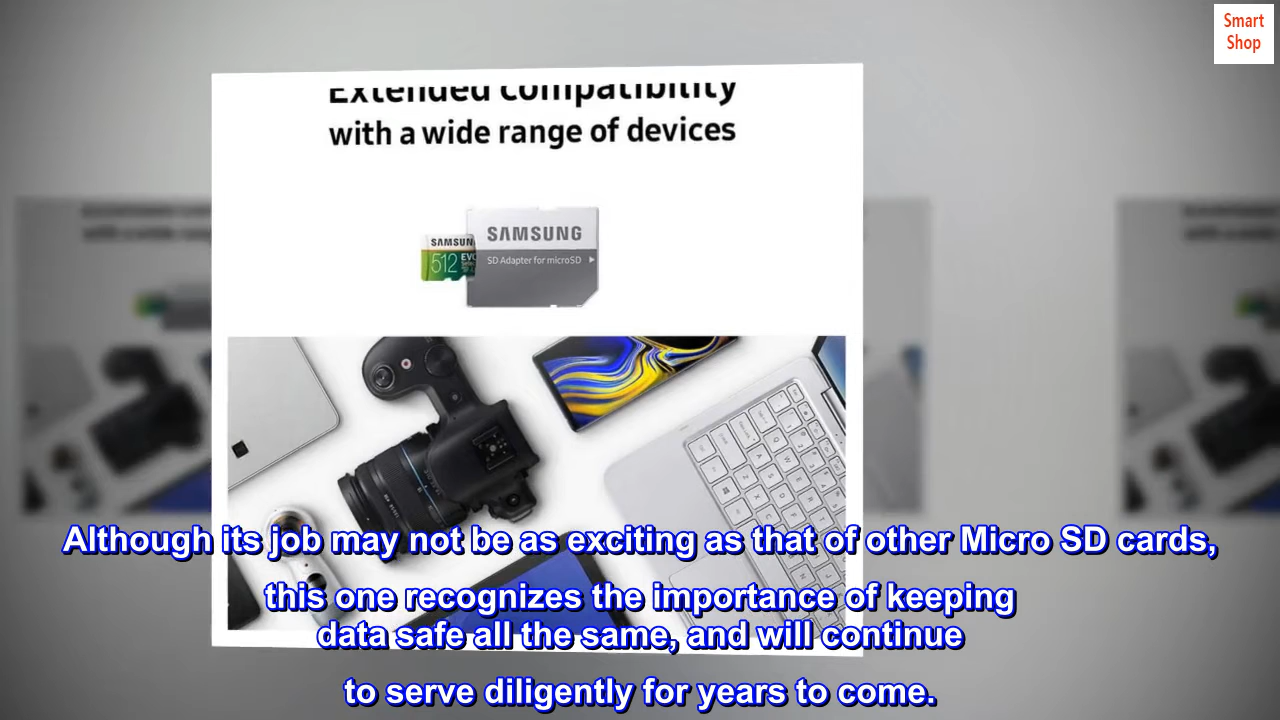 Smart
Shop
Extended compatibility
with a wide range of devices
SAMSUNG
SD Adapter for microSD
SAMSUN
512 EVO
Although its job may not be as exciting as that of other Micro SD cards,
this one recognizes the importance of keeping
data safe all the same, and will continue
to serve diligently for years to come.